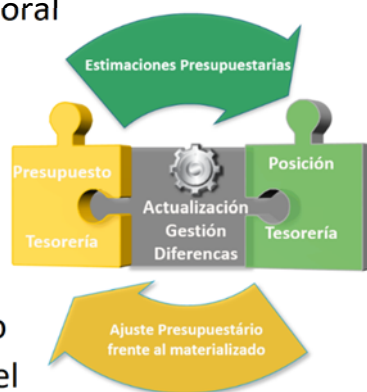 oral
Estimaciones Presupuestarias
Presupuesto
Tesorería
Actualización
Gestión
Diferencas
Posición
Tesorería
Ajuste Presupuestário
frente al materializado
o
el